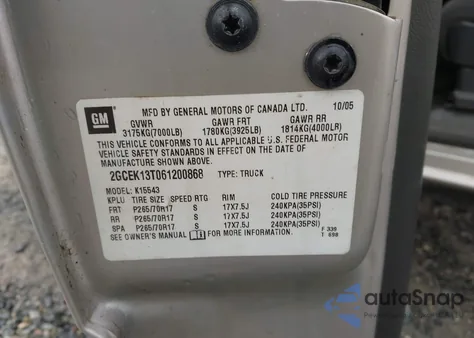 GM
MFD BY GENERAL MOTORS OF CANADA LTD. 10/05
GVWR GAWR FRT GAWR RR
3175KG(7000LB) 1780KG(3925LB) 1814KG(4000LB)
THIS VEHICLE CONFORMS TO ALL APPLICABLE U.S. FEDERAL MOTOR
VEHICLE SAFETY STANDARDS IN EFFECT ON THE DATE OF
MANUFACTURE SHOWN ABOVE.
2GCEK13T061200868 TYPE: TRUCK
MODEL: K15543
KPLU TIRE SIZE SPEED RTG RIM COLD TIRE PRESSURE
FRT P265/70R17 S 17X7.5J 240KPA(35PSI)
RR P265/70R17 S 17X7.5J 240KPA(35PSI)
SPA P265/70R17 S 17X7.5J 240KPA(35PSI)
SEE OWNER'S MANUAL FOR MORE INFORMATION.
F 339
T 698
autoSnap